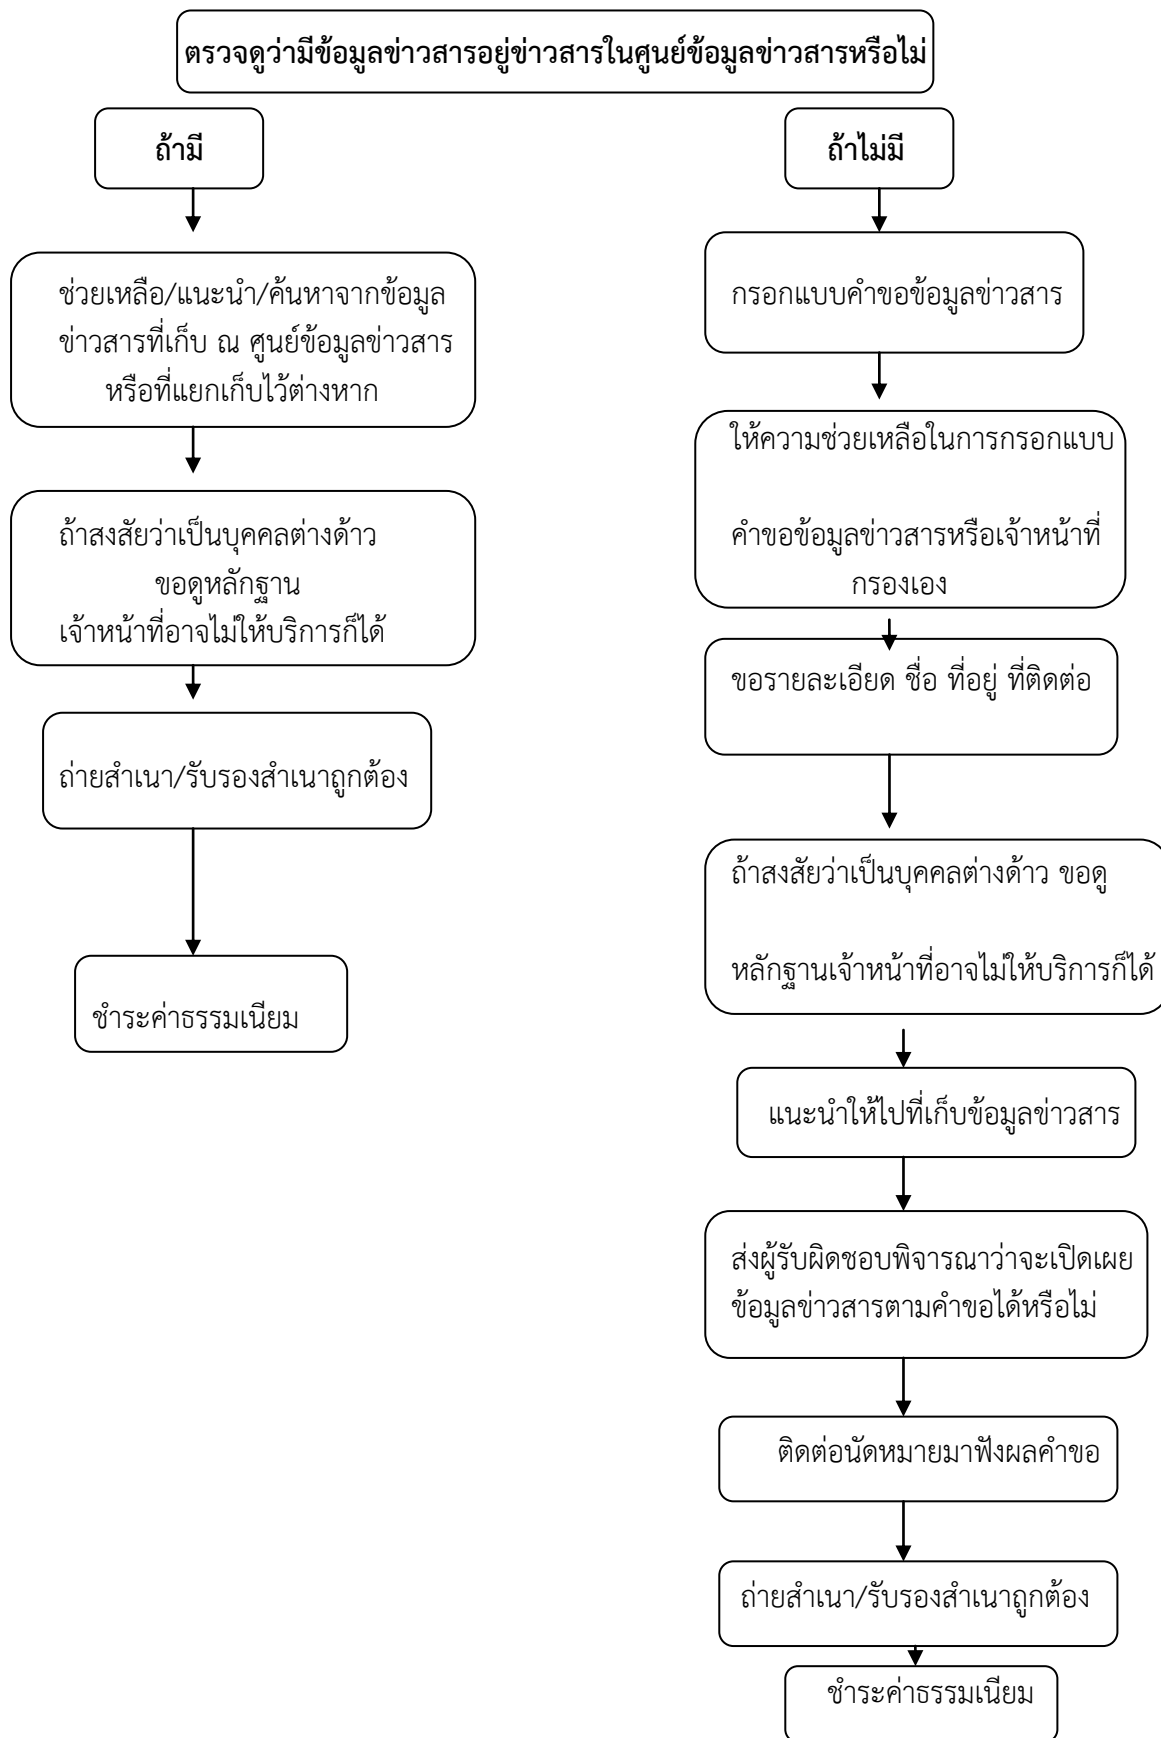 ตรวจดูว่ามีข้อมูลข่าวสารอยู่ข่าวสารในศูนย์ข้อมูลข่าวสารหรือไม่
ถ้ามี
ช่วยเหลือ/แนะนำ/ค้นหาจากข้อมูล
ข่าวสารที่เก็บ ณ ศูนย์ข้อมูลข่าวสาร
หรือที่แยกเก็บไว้ต่างหาก
ถ้าสงสัยว่าเป็นบุคคลต่างด้าว
ขอดูหลักฐาน
เจ้าหน้าที่อาจไม่ให้บริการก็ได้
ถ่ายสำเนา/รับรองสำเนาถูกต้อง
ชำระค่าธรรมเนียม
ถ้าไม่มี
กรอกแบบคำขอข้อมูลข่าวสาร
ให้ความช่วยเหลือในการกรอกแบบ
คำขอข้อมูลข่าวสารหรือเจ้าหน้าที่
กรองเอง
ขอรายละเอียด ชื่อ ที่อยู่ ที่ติดต่อ
ถ้าสงสัยว่าเป็นบุคคลต่างด้าว ขอดู
หลักฐานเจ้าหน้าที่อาจไม่ให้บริการก็ได้
แนะนำให้ไปที่เก็บข้อมูลข่าวสาร
ส่งผู้รับผิดชอบพิจารณาว่าจะเปิดเผย
ข้อมูลข่าวสารตามคำขอได้หรือไม่
ติดต่อนัดหมายมาฟังผลคำขอ
ถ่ายสำเนา/รับรองสำเนาถูกต้อง
ชำระค่าธรรมเนียม